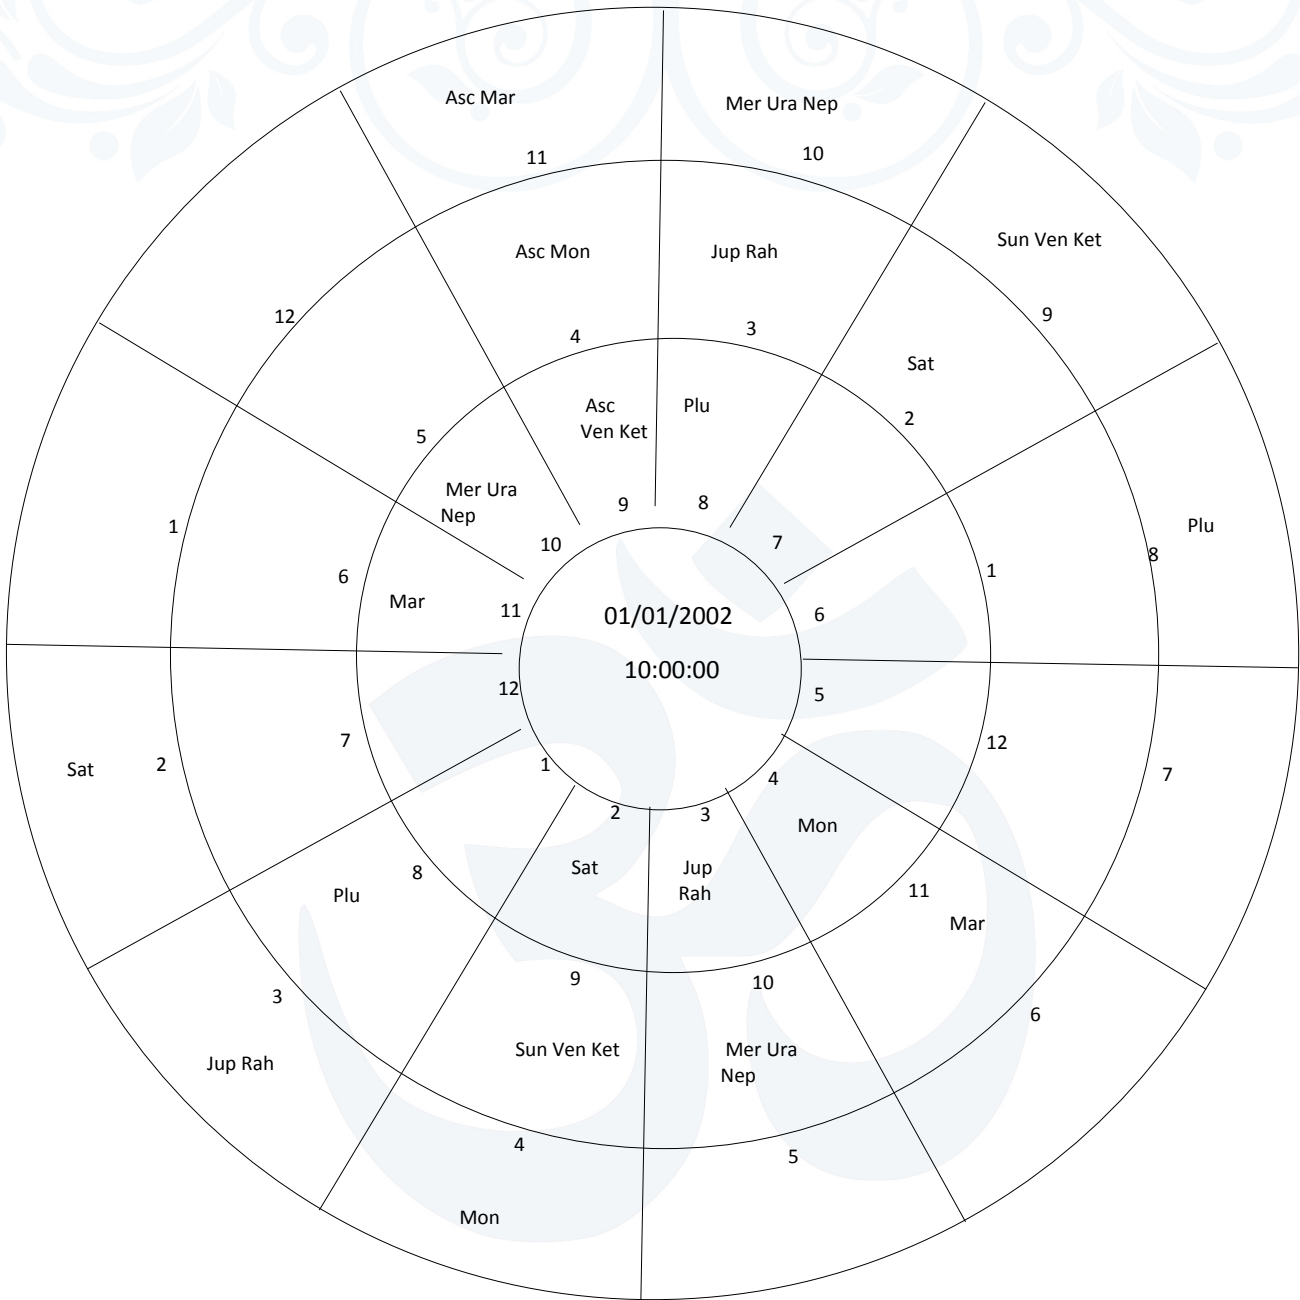 Asc Mar
Mer Ura Nep
11
10
Asc Mon
Jup Rah
Sun Ven Ket
12
9
4
3
Sat
2
Asc
Ven Ket
Plu
5
Mer Ura
Nep
9
8
1
10
7
8
Plu
6
1
Mar
11
6
01/01/2002
10:00:00
12
5
7
12
Sat
2
1
4
7
2
3
Mon
8
Sat
Jup
Rah
11
Plu
Mar
9
10
3
6
Jup Rah
Sun Ven Ket
Mer Ura
Nep
4
5
Mon